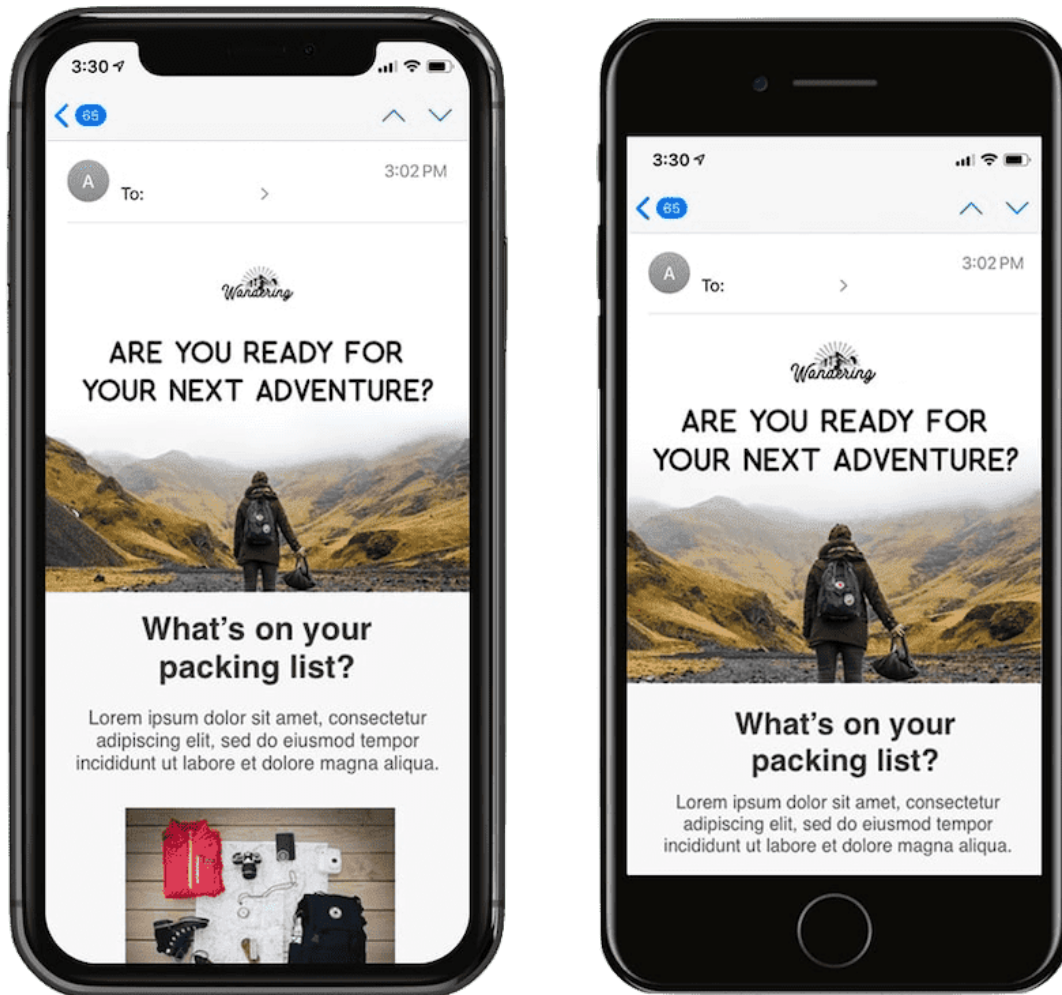 3:30
65
A
To:
3:02 PM
Wandering
ARE YOU READY FOR
YOUR NEXT ADVENTURE?
What's on your
packing list?
Lorem ipsum dolor sit amet, consectetur
adipiscing elit, sed do eiusmod tempor
incididunt ut labore et dolore magna aliqua.
3:30
65
A
To:
3:02 PM
Wandering
ARE YOU READY FOR
YOUR NEXT ADVENTURE?
What's on your
packing list?
Lorem ipsum dolor sit amet, consectetur
adipiscing elit, sed do eiusmod tempor
incididunt ut labore et dolore magna aliqua.